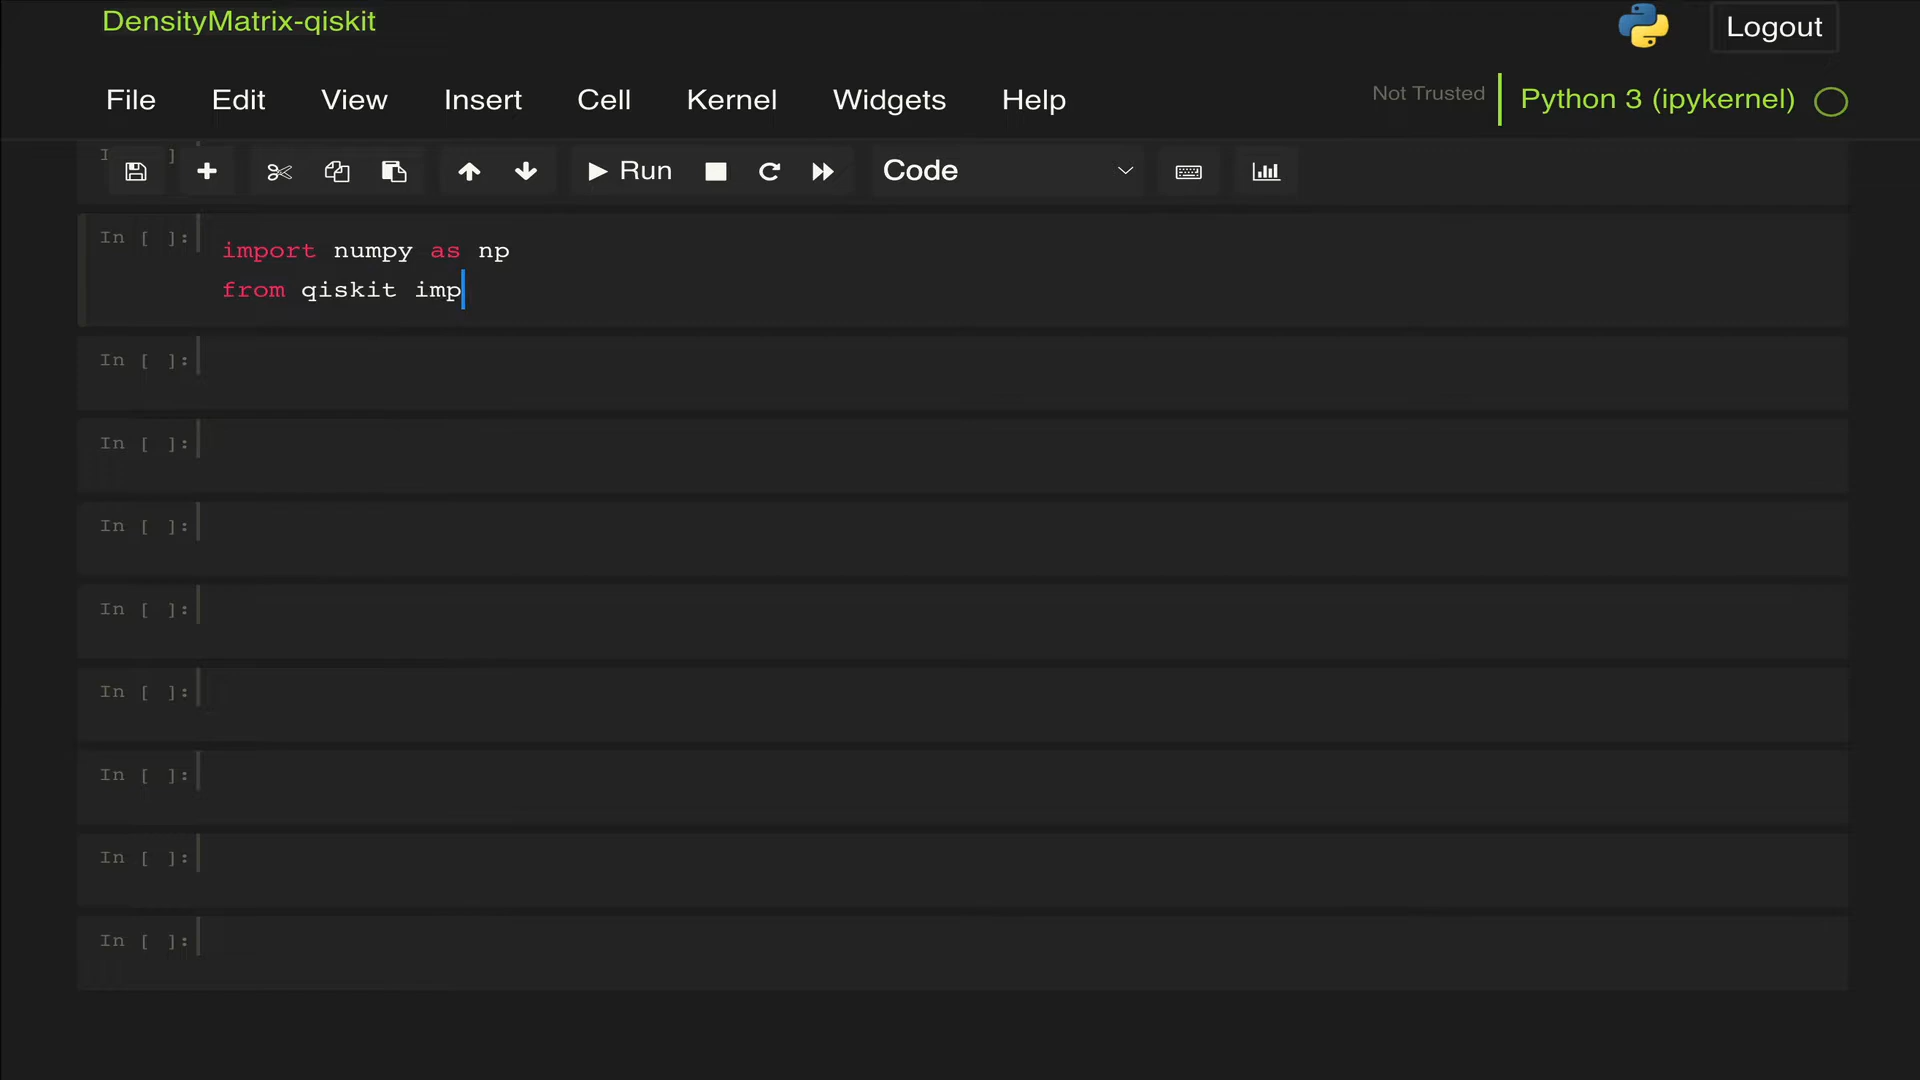 DensityMatrix-qiskit
Logout
File Edit View Insert Cell Kernel Widgets Help
Not Trusted
Python 3 (ipykernel)
I ]
Run
Code
In [ ]:
import numpy as np
from qiskit imp
In [ ]:
In [ ]:
In [ ]:
In [ ]:
In [ ]:
In [ ]:
In [ ]:
In [ ]: